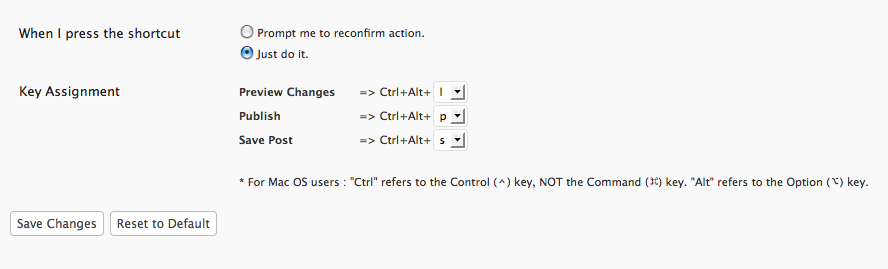 When I press the shortcut
Prompt me to reconfirm action.
Just do it.
Key Assignment
Preview Changes => Ctrl+Alt+ l
Publish => Ctrl+Alt+ p
Save Post => Ctrl+Alt+ s
* For Mac OS users : "Ctrl" refers to the Control (^) key, NOT the Command (⌘) key. "Alt" refers to the Option (⌥) key.
Save Changes Reset to Default